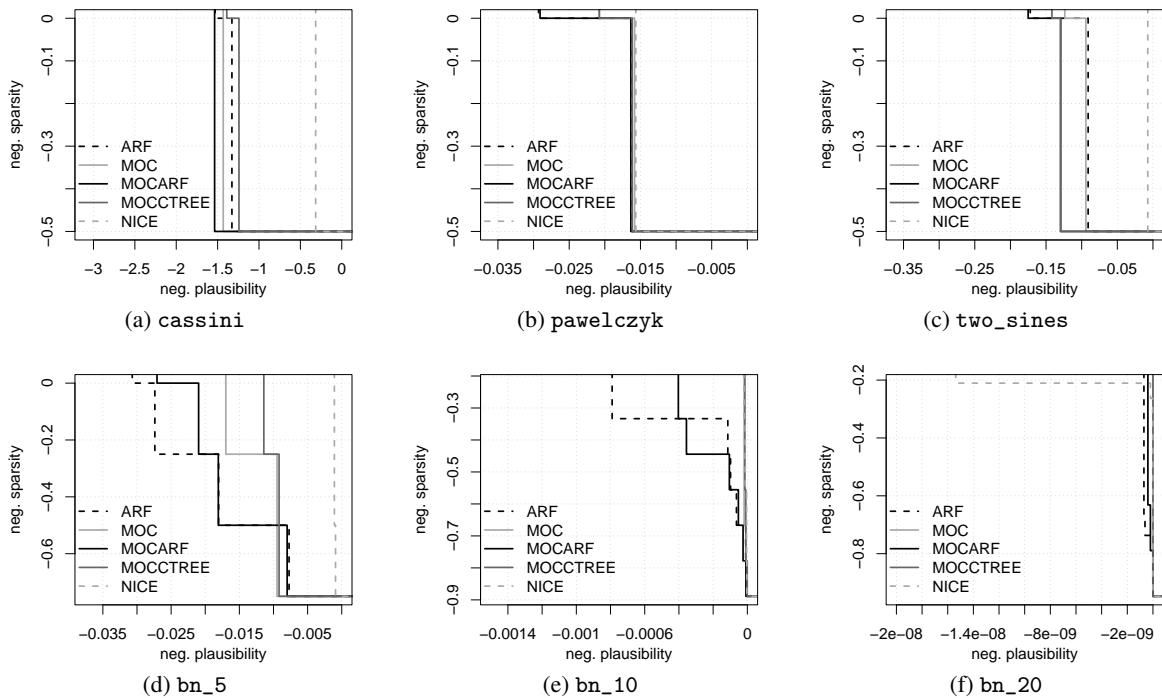 neg. sparsity
0
−0.1
−0.3
−0.5
ARF
MOC
MOCARF
MOCCTREE
NICE
−3 −2 −1.5 −1 −0.5 0
neg. plausibility
(a) cassini
neg. sparsity
0
−0.1
−0.3
−0.5
ARF
MOC
MOCARF
MOCCTREE
NICE
−0.035 −0.025 −0.015 −0.005
neg. plausibility
(b) pawelczyk
neg. sparsity
0
−0.1
−0.3
−0.5
ARF
MOC
MOCARF
MOCCTREE
NICE
−0.35 −0.25 −0.15 −0.05
neg. plausibility
(c) two_sines
neg. sparsity
0
−0.2
−0.4
−0.6
ARF
MOC
MOCARF
MOCCTREE
NICE
−0.035 −0.025 −0.015 −0.005
neg. plausibility
(d) bn_5
neg. sparsity
−0.3
−0.5
−0.7
−0.9
ARF
MOC
MOCARF
MOCCTREE
NICE
−0.0014 −0.001 −0.0006 0
neg. plausibility
(e) bn_10
neg. sparsity
−0.2
−0.4
−0.6
−0.8
ARF
MOC
MOCARF
MOCCTREE
NICE
−2e−08 −1.4e−08 −8e−09 −2e−09
neg. plausibility
(f) bn_20